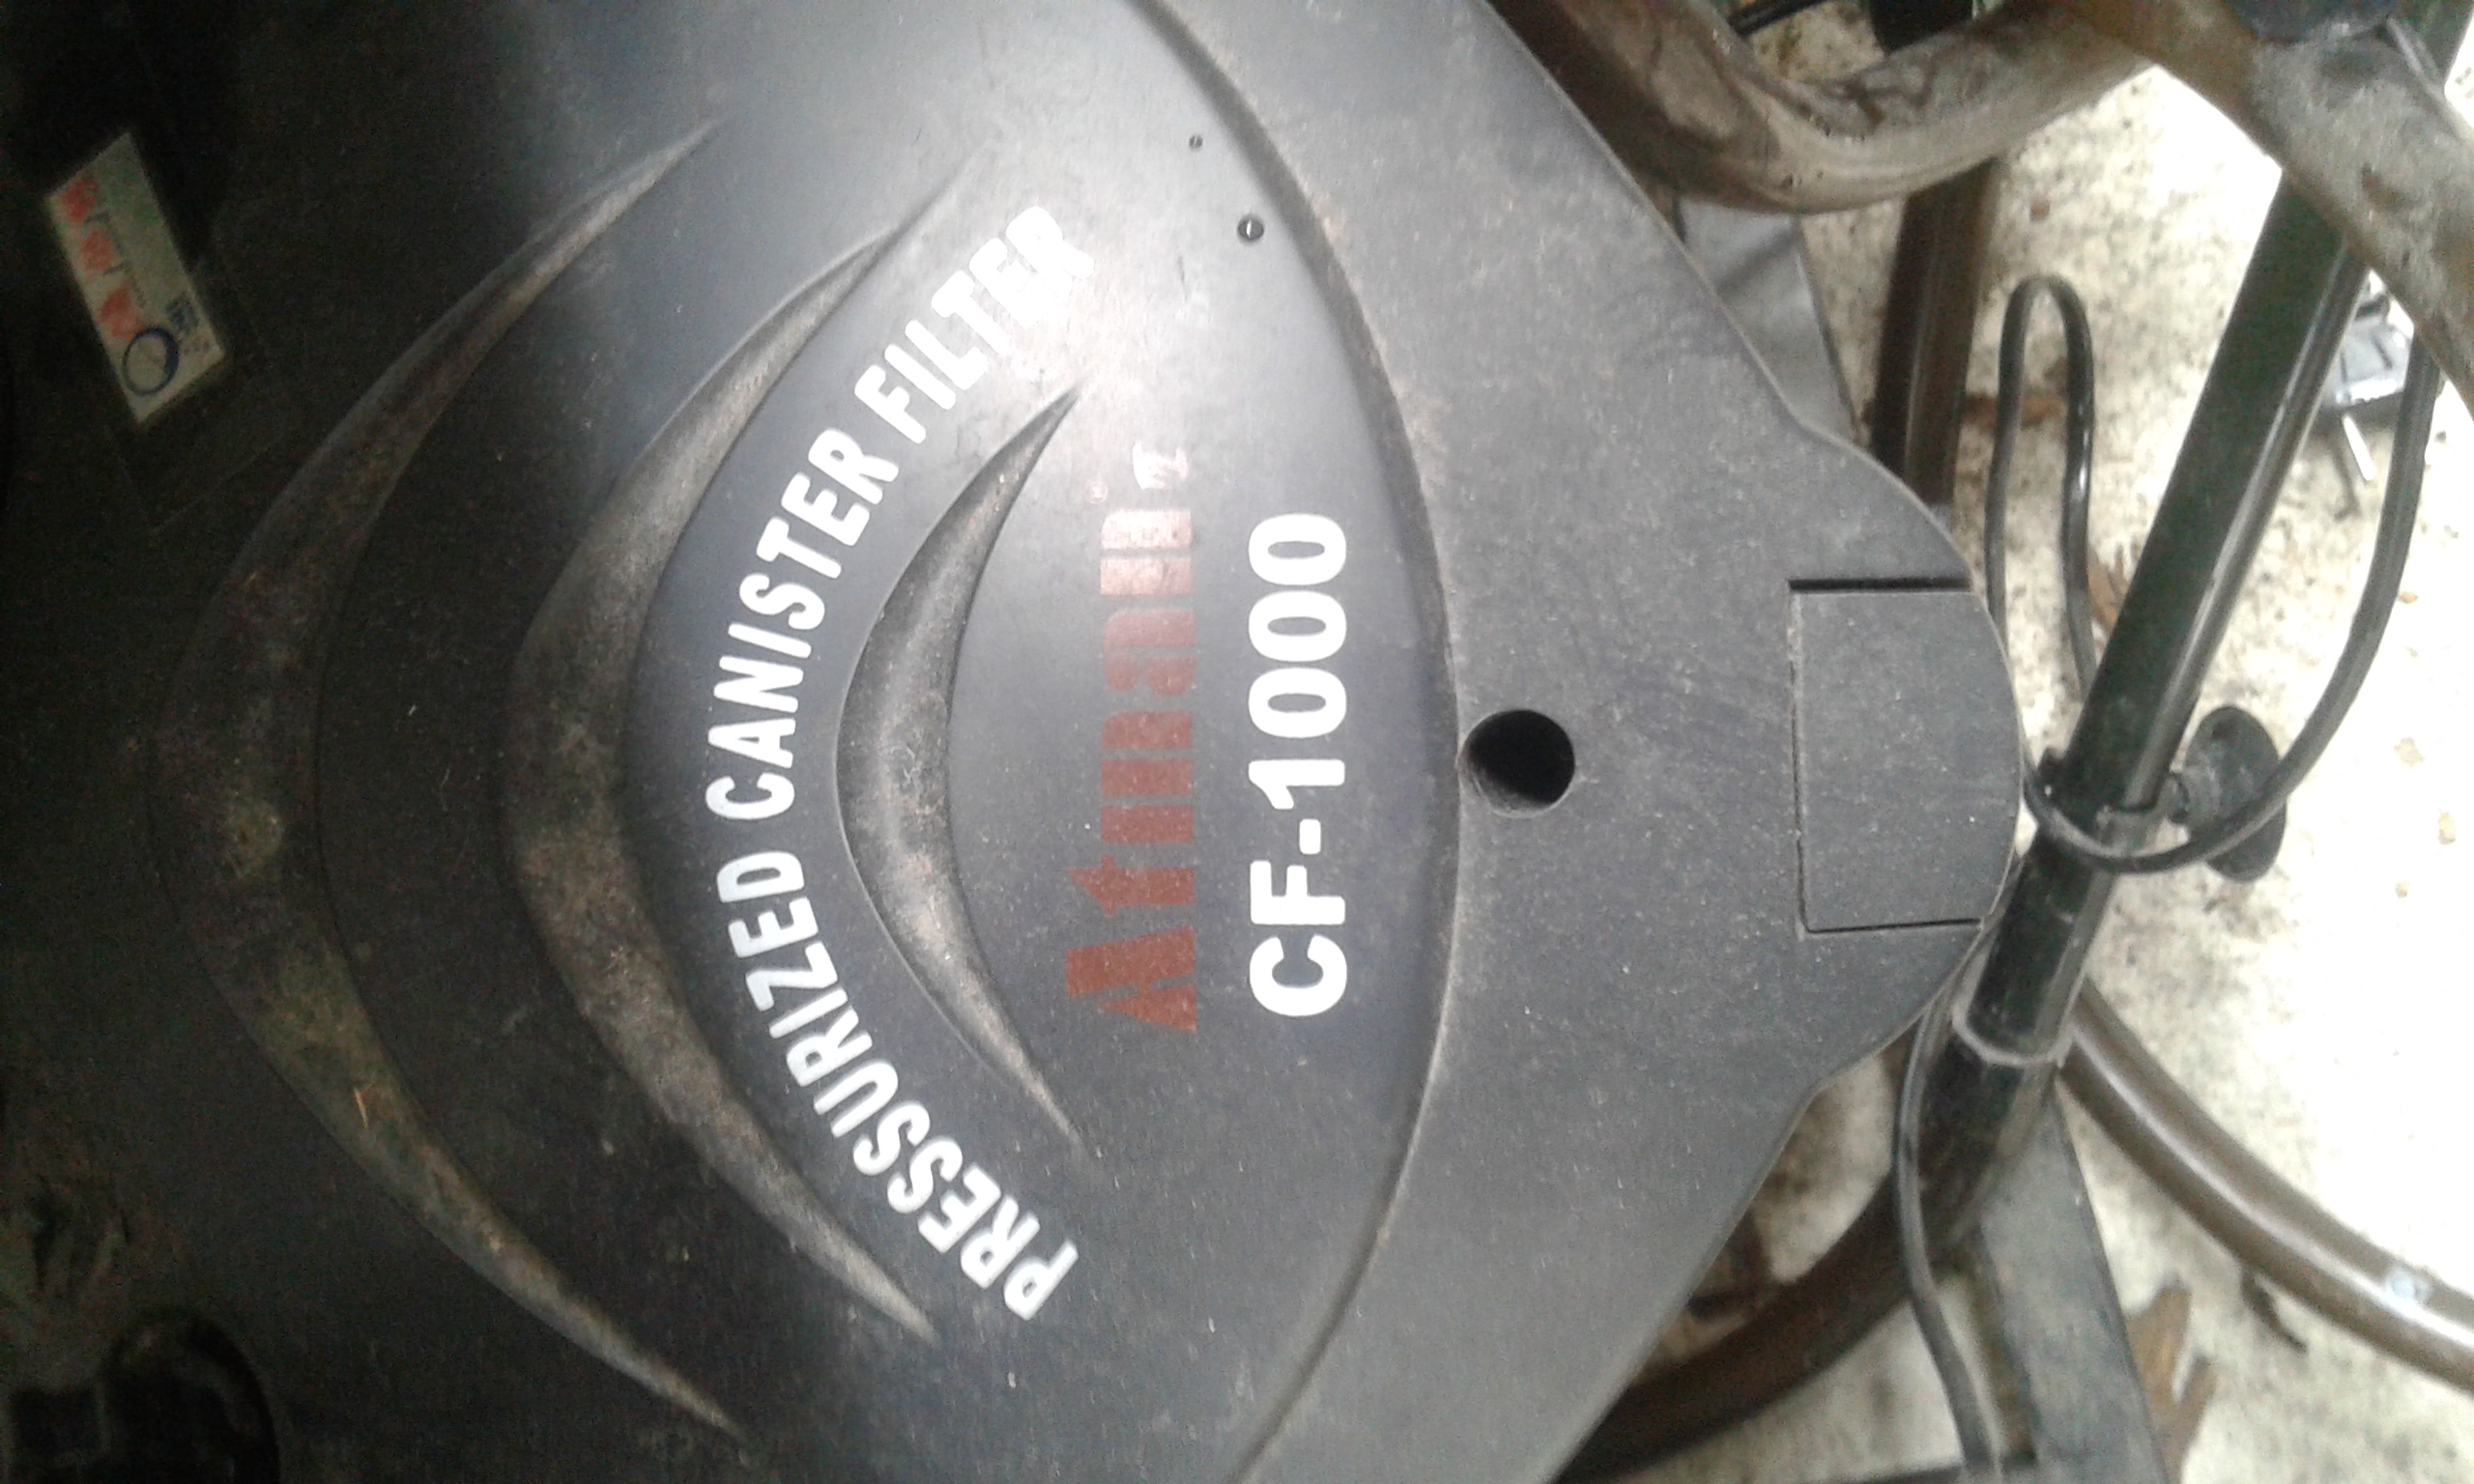 PRESSURIZED CANISTER FILTER
Atman®
CF-1000